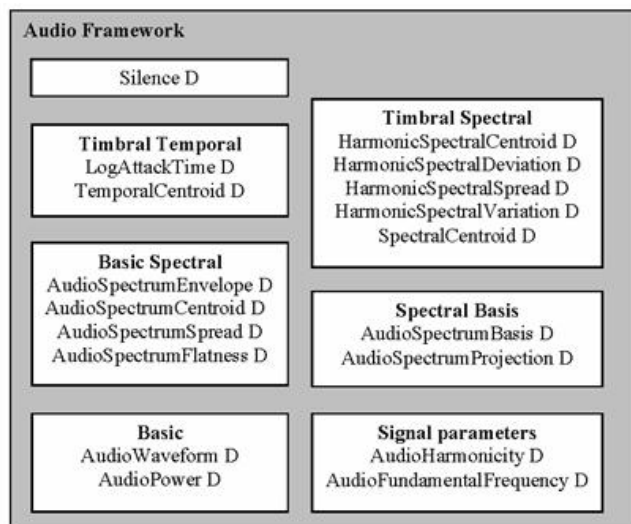 Audio Framework
Silence D
Timbral Temporal
LogAttackTime D
TemporalCentroid D
Basic Spectral
AudioSpectrumEnvelope D
AudioSpectrumCentroid D
AudioSpectrumSpread D
AudioSpectrumFlatness D
Basic
AudioWaveform D
AudioPower D
Timbral Spectral
HarmonicSpectralCentroid D
HarmonicSpectralDeviation D
HarmonicSpectralSpread D
HarmonicSpectralVariation D
SpectralCentroid D
Spectral Basis
AudioSpectrumBasis D
AudioSpectrumProjection D
Signal parameters
AudioHarmonicity D
AudioFundamentalFrequency D